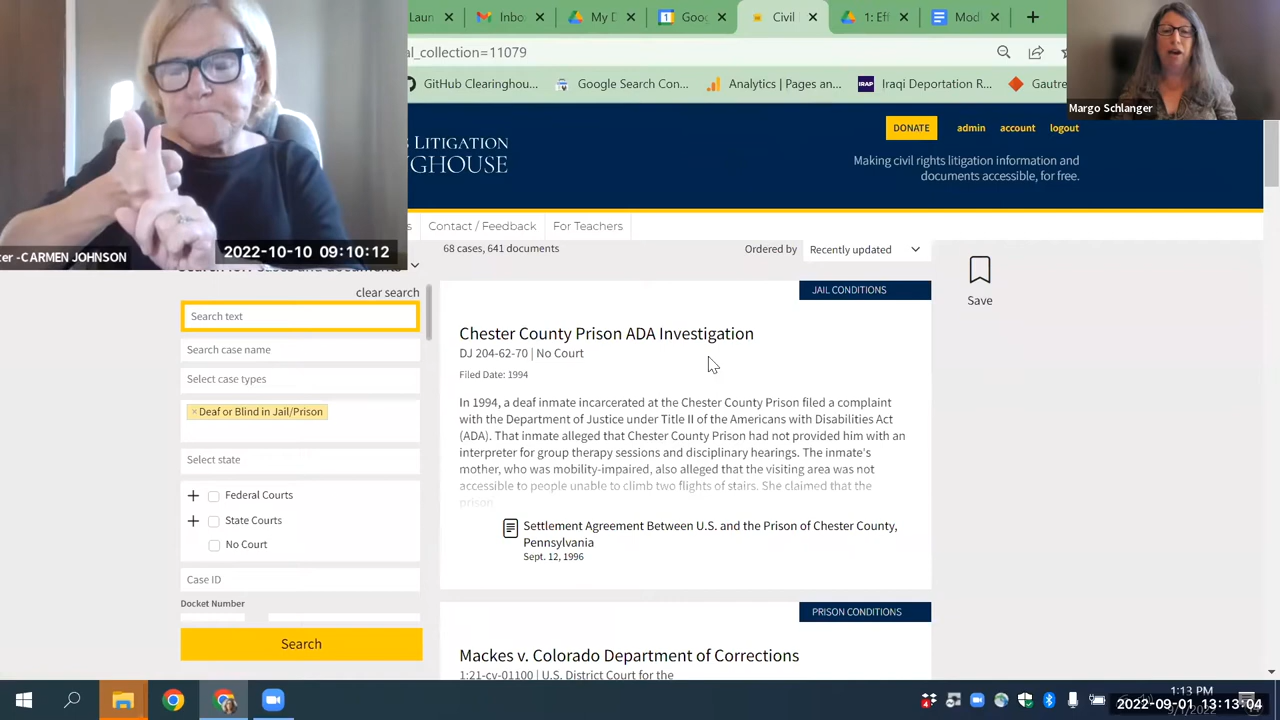 Laun
Inbo
My D
Goog
Civil
1: Eff
Mod
al_collection=11079
GitHub Clearinghou...
Google Search Con...
Analytics | Pages an...
IRAP
Iraqi Deportation R...
Gautre
Margo Schlanger
DONATE
admin
account
logout
LITIGATION
Making civil rights litigation information and
documents accessible, for free.
Contact / Feedback
For Teachers
ter -CARMEN JOHNSON
2022-10-10 09:10:12
68 cases, 641 documents
Ordered by
Recently updated
clear search
Save
Search text
Search case name
Select case types
× Deaf or Blind in Jail/Prison
Select state
+ Federal Courts
+ State Courts
No Court
Case ID
Docket Number
Search
JAIL CONDITIONS
Chester County Prison ADA Investigation
DJ 204-62-70 | No Court
Filed Date: 1994
In 1994, a deaf inmate incarcerated at the Chester County Prison filed a complaint
with the Department of Justice under Title II of the Americans with Disabilities Act
(ADA). That inmate alleged that Chester County Prison had not provided him with an
interpreter for group therapy sessions and disciplinary hearings. The inmate's
mother, who was mobility-impaired, also alleged that the visiting area was not
accessible to people unable to climb two flights of stairs. She claimed that the
prison
Settlement Agreement Between U.S. and the Prison of Chester County,
Pennsylvania
Sept. 12, 1996
PRISON CONDITIONS
Mackes v. Colorado Department of Corrections
1:21-cv-01100 | U.S. District Court for the
1:13 PM
2022-09-01 13:13:04